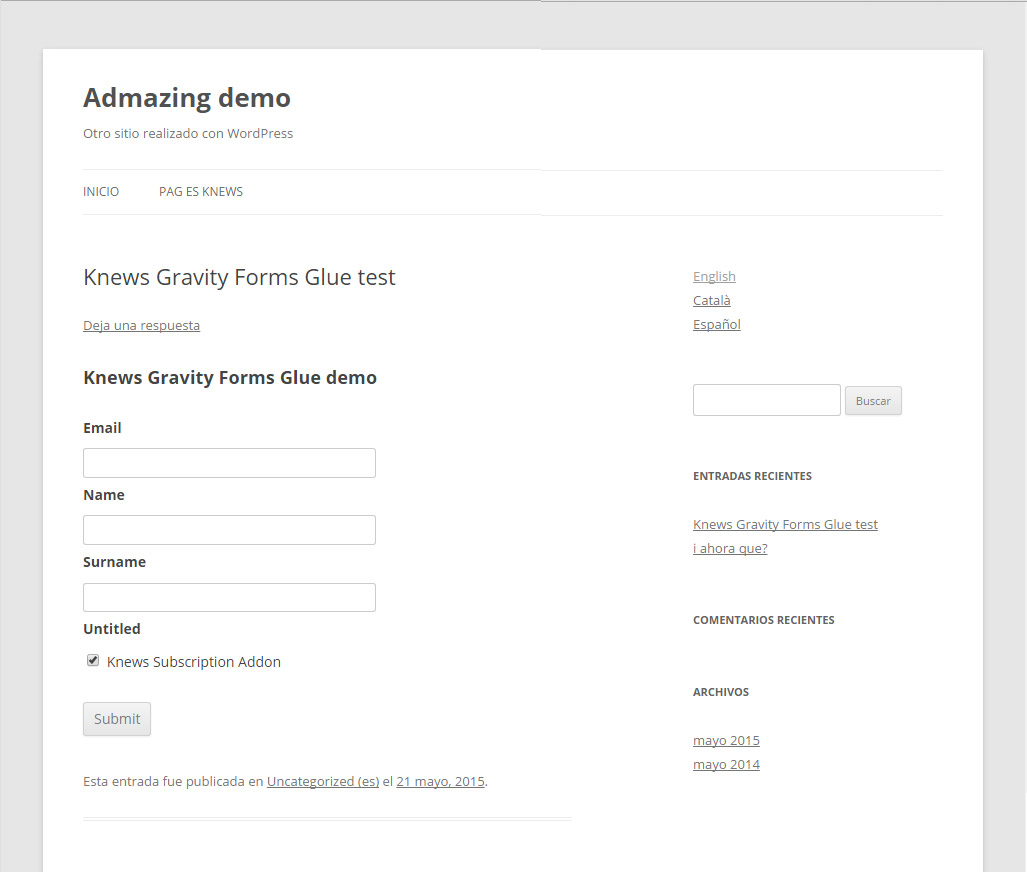 Admazing demo
Otro sitio realizado con WordPress
INICIO PAG ES KNEWS
Knews Gravity Forms Glue test
Deja una respuesta
Knews Gravity Forms Glue demo
Email
Name
Surname
Untitled
Knews Subscription Addon
Submit
Esta entrada fue publicada en Uncategorized (es) el 21 mayo, 2015.
English
Català
Español
Buscar
ENTRADAS RECIENTES
Knews Gravity Forms Glue test
i ahora que?
COMENTARIOS RECIENTES
ARCHIVOS
mayo 2015
mayo 2014